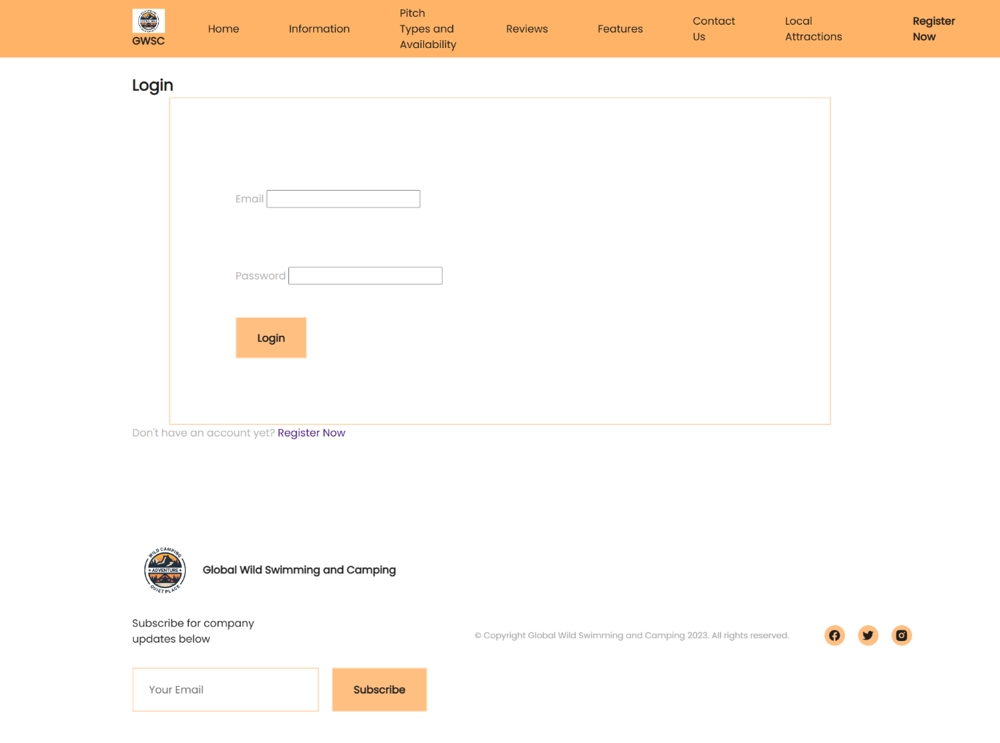 GWSC
Home
Information
Pitch
Types and
Availability
Reviews
Features
Contact
Us
Local
Attractions
Register
Now
Login
Email
Password
Login
Don't have an account yet? Register Now
WILD CAMPING
ADVENTURE
QUIET PLACE
Global Wild Swimming and Camping
Subscribe for company
updates below
© Copyright Global Wild Swimming and Camping 2023. All rights reserved.
Your Email
Subscribe